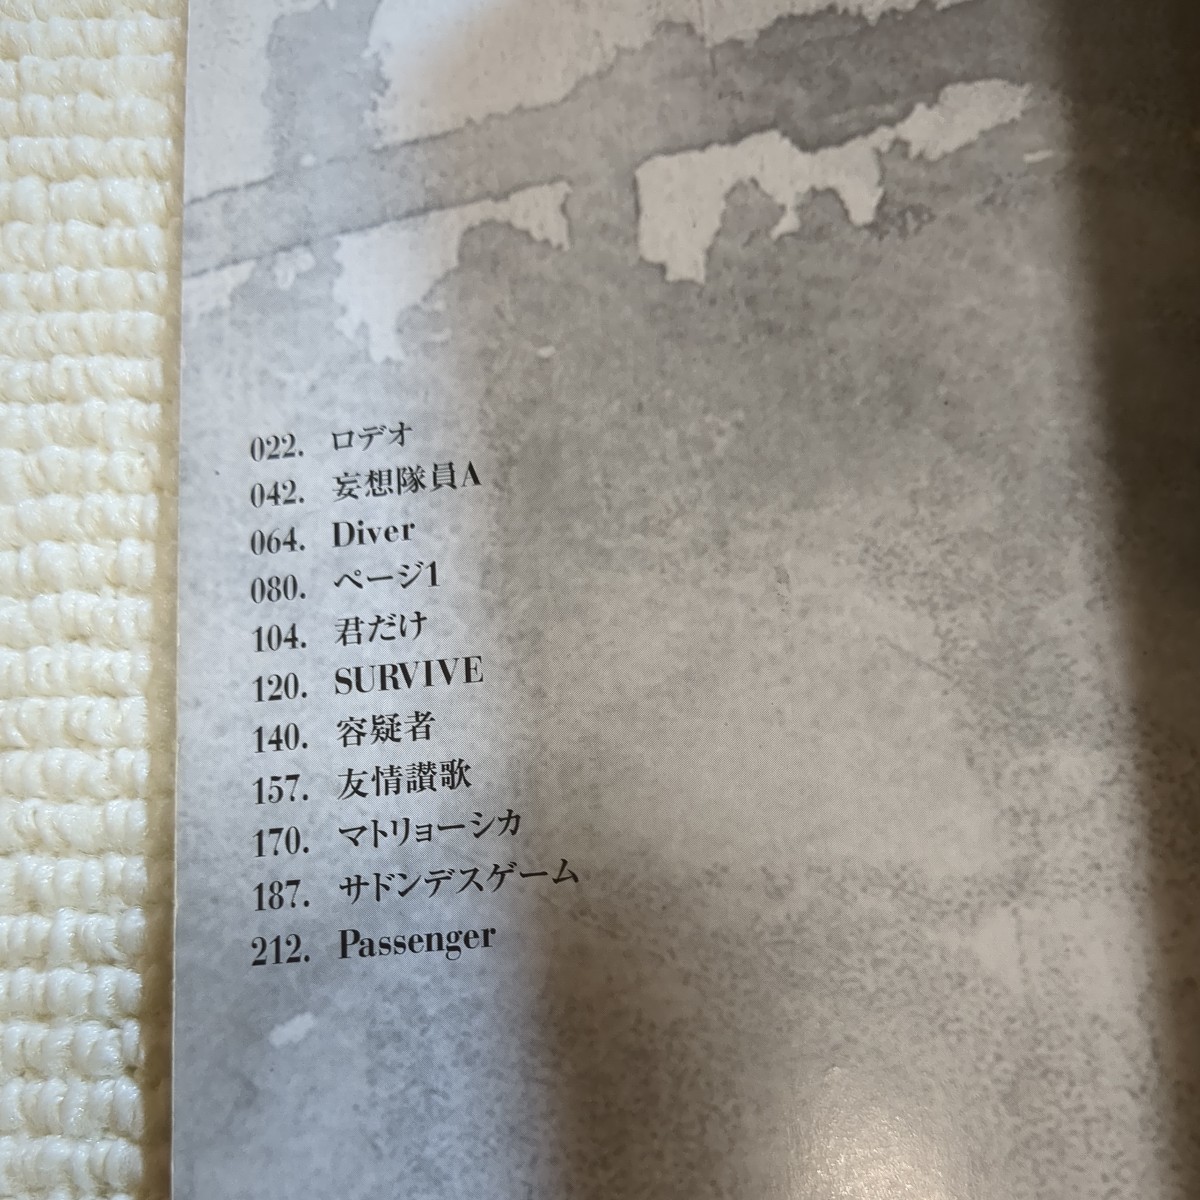 022. ロデオ
042. 妄想隊員A
064. Diver
080. ページ1
104. 君だけ
120. SURVIVE
140. 容疑者
157. 友情讃歌
170. マトリョーシカ
187. サドンデスゲーム
212. Passenger